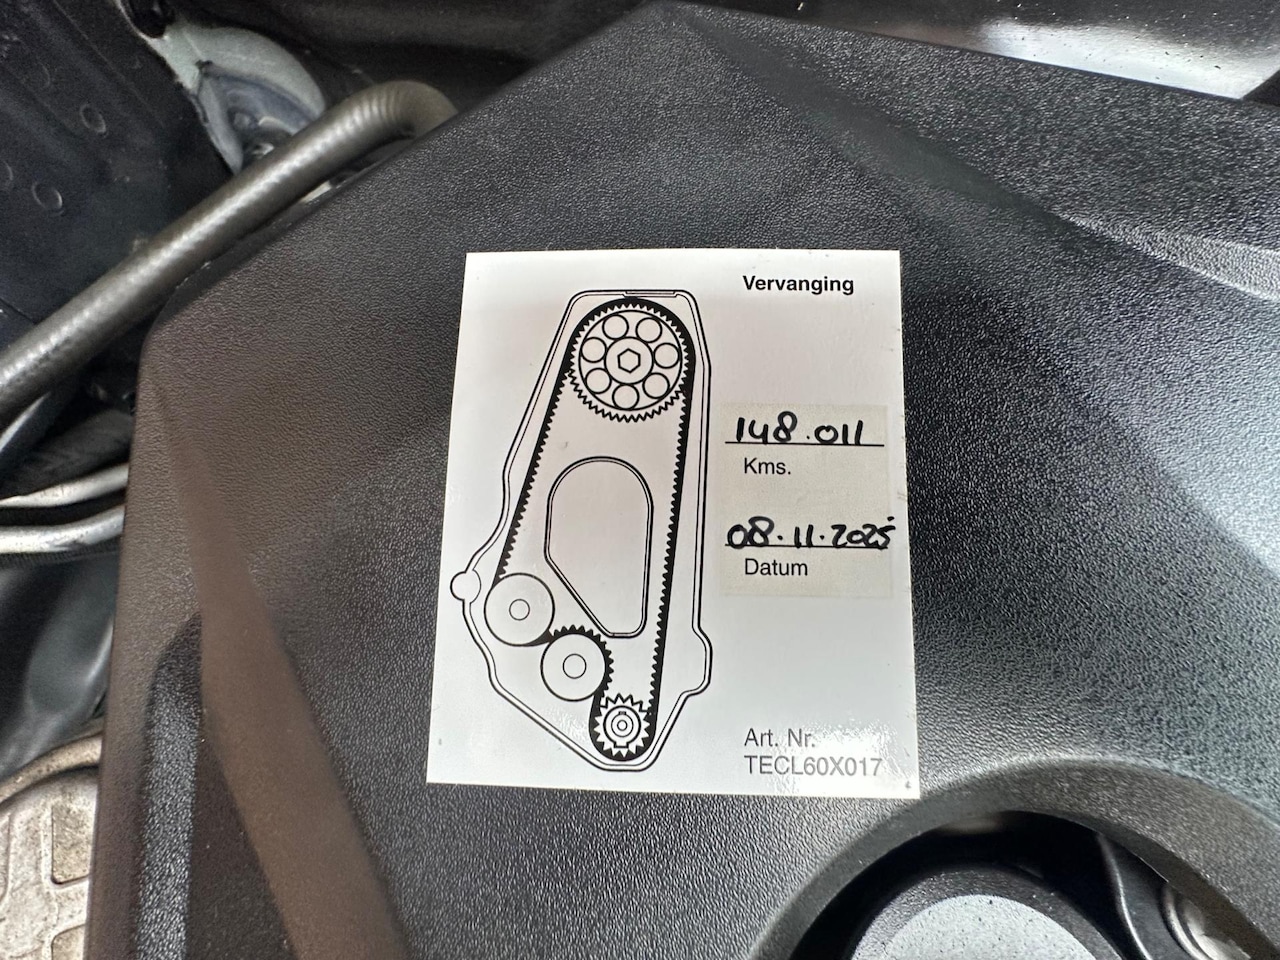 Vervanging
148.011
Kms.
08.11.2025
Datum
Art. Nr.
TECL60X017